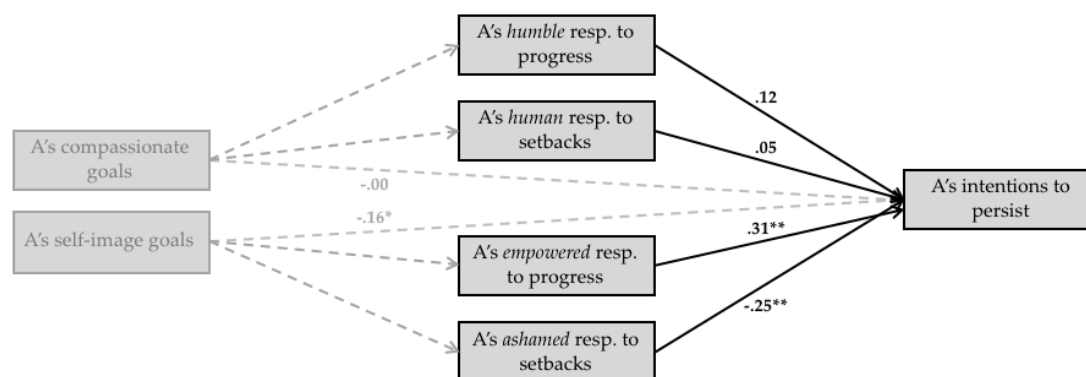 A's humble resp. to
progress
.12
A's human resp. to
setbacks
.05
A's compassionate
goals
-.00
A's intentions to
persist
-.16*
A's self-image goals
.31**
A's empowered resp.
to progress
-.25**
A's ashamed resp. to
setbacks